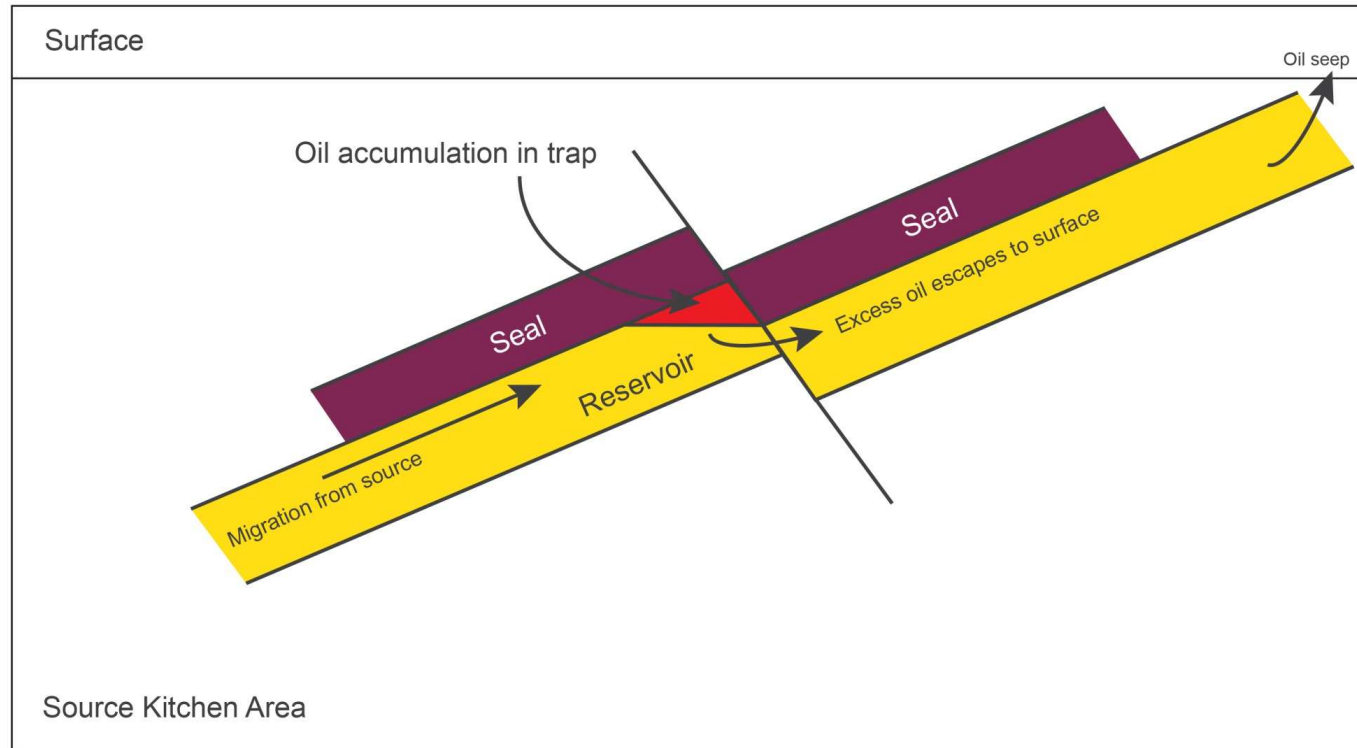 Surface
Oil seep
Oil accumulation in trap
Seal
Excess oil escapes to surface
Seal
Reservoir
Migration from source
Source Kitchen Area